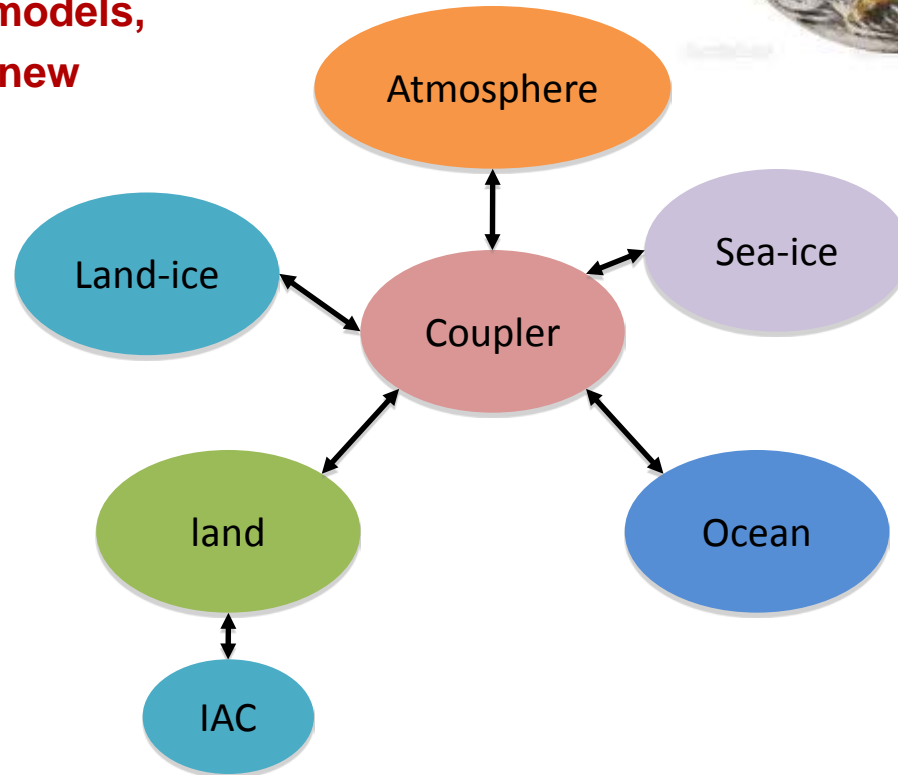 models,
new
Atmosphere
Sea-ice
Land-ice
Coupler
land
Ocean
IAC